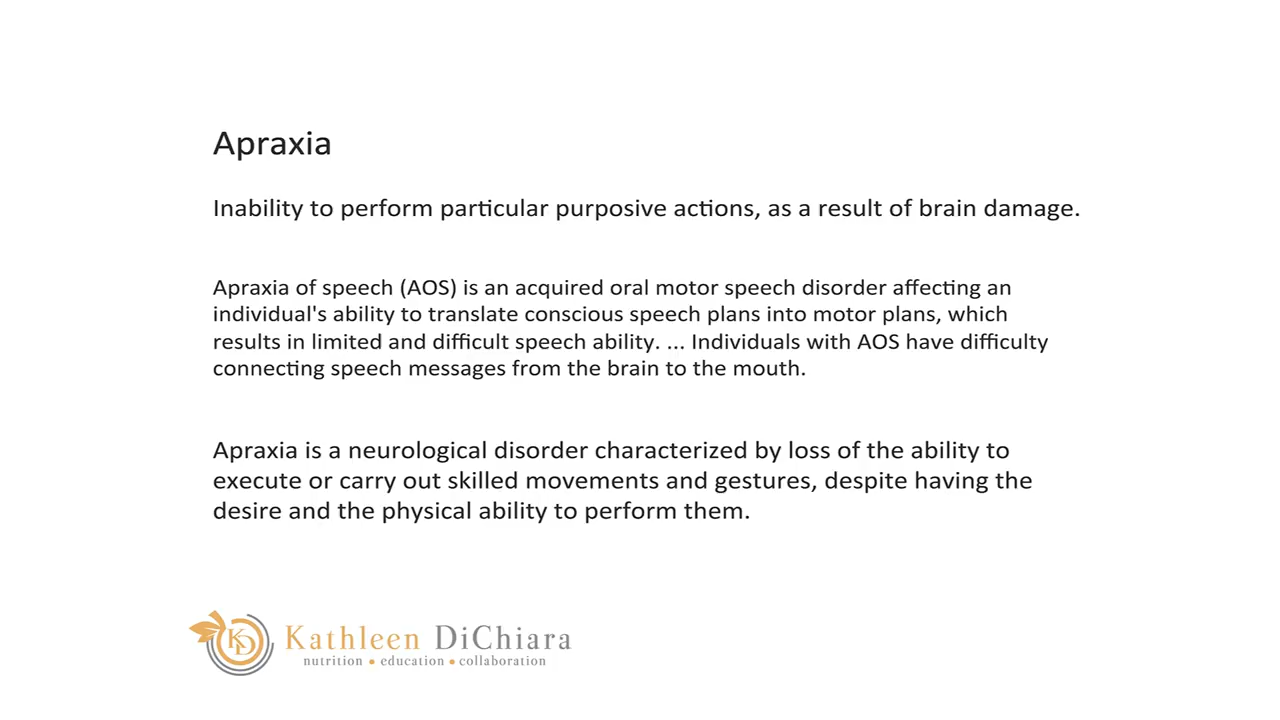 Apraxia
Inability to perform particular purposive actions, as a result of brain damage.
Apraxia of speech (AOS) is an acquired oral motor speech disorder affecting an
individual's ability to translate conscious speech plans into motor plans, which
results in limited and difficult speech ability. ... Individuals with AOS have difficulty
connecting speech messages from the brain to the mouth.
Apraxia is a neurological disorder characterized by loss of the ability to
execute or carry out skilled movements and gestures, despite having the
desire and the physical ability to perform them.
KD
Kathleen DiChiara
nutrition • education • collaboration